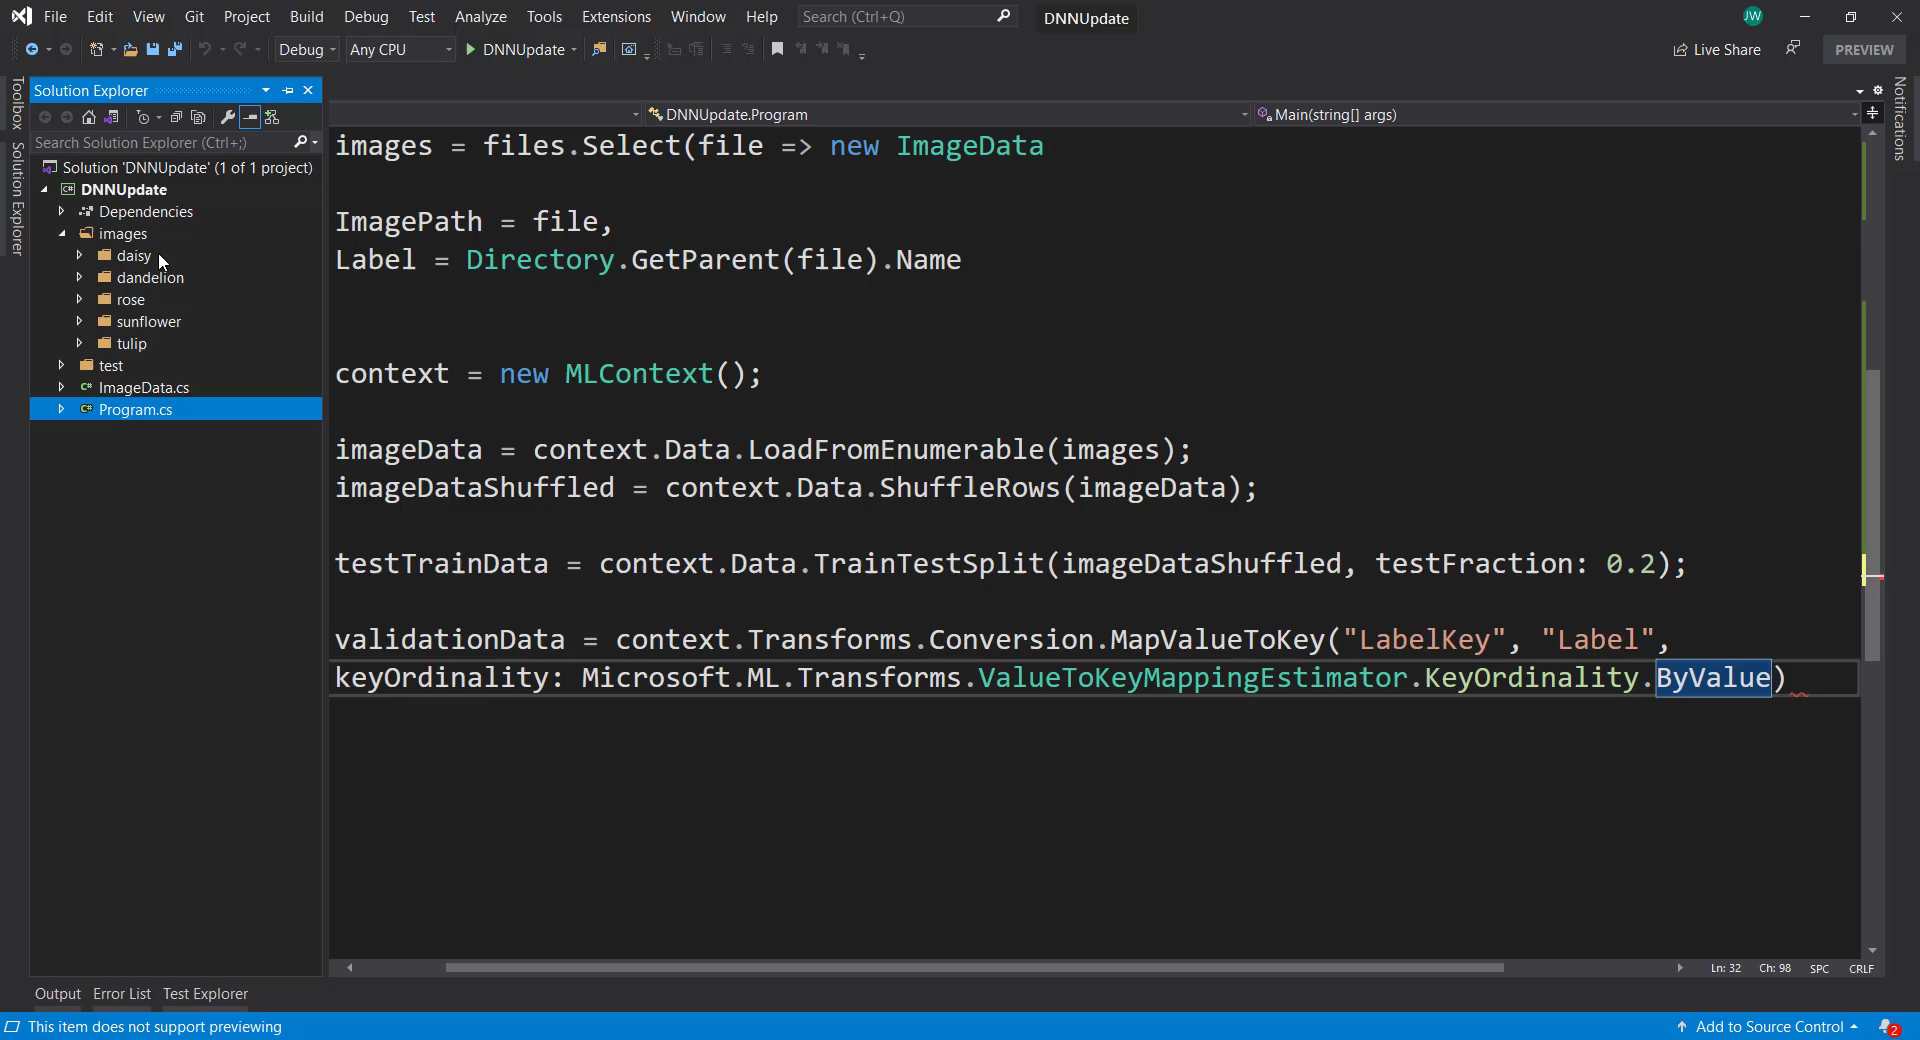 File Edit View Git Project Build Debug Test Analyze Tools Extensions Window Help Search (Ctrl+Q) DNNUpdate JW
Debug Any CPU DNNUpdate Live Share PREVIEW
Toolbox
Solution Explorer
Solution Explorer
Search Solution Explorer (Ctrl+;)
Solution 'DNNUpdate' (1 of 1 project)
DNNUpdate
Dependencies
images
daisy
dandelion
rose
sunflower
tulip
test
ImageData.cs
Program.cs
DNNUpdate.Program Main(string[] args)
images = files.Select(file => new ImageData
ImagePath = file,
Label = Directory.GetParent(file).Name
context = new MLContext();
imageData = context.Data.LoadFromEnumerable(images);
imageDataShuffled = context.Data.ShuffleRows(imageData);
testTrainData = context.Data.TrainTestSplit(imageDataShuffled, testFraction: 0.2);
validationData = context.Transforms.Conversion.MapValueToKey("LabelKey", "Label",
keyOrdinality: Microsoft.ML.Transforms.ValueToKeyMappingEstimator.KeyOrdinality.ByValue)
Notifications
Ln: 32 Ch: 98 SPC CRLF
Output Error List Test Explorer
This item does not support previewing Add to Source Control 2